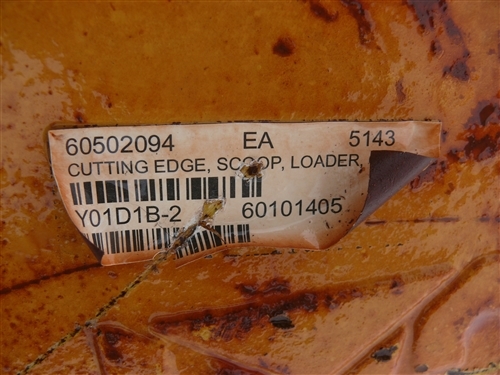 60502094 EA 5143
CUTTING EDGE, SCOOP, LOADER,
Y01D1B-2 60101405